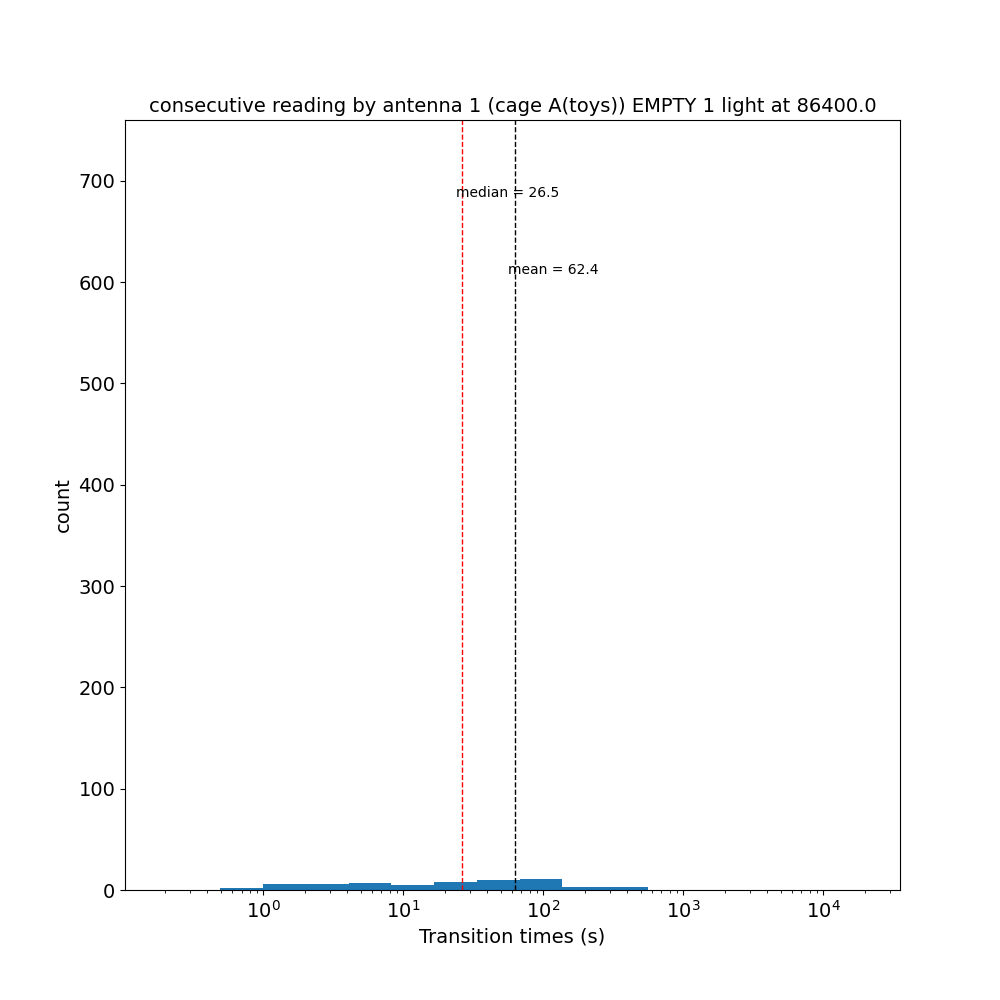 consecutive reading by antenna 1 (cage A(toys)) EMPTY 1 light at 86400.0
700
median = 26.5
mean = 62.4
600
500
count
400
300
200
100
0
10⁰ 10¹ 10² 10³ 10⁴
Transition times (s)